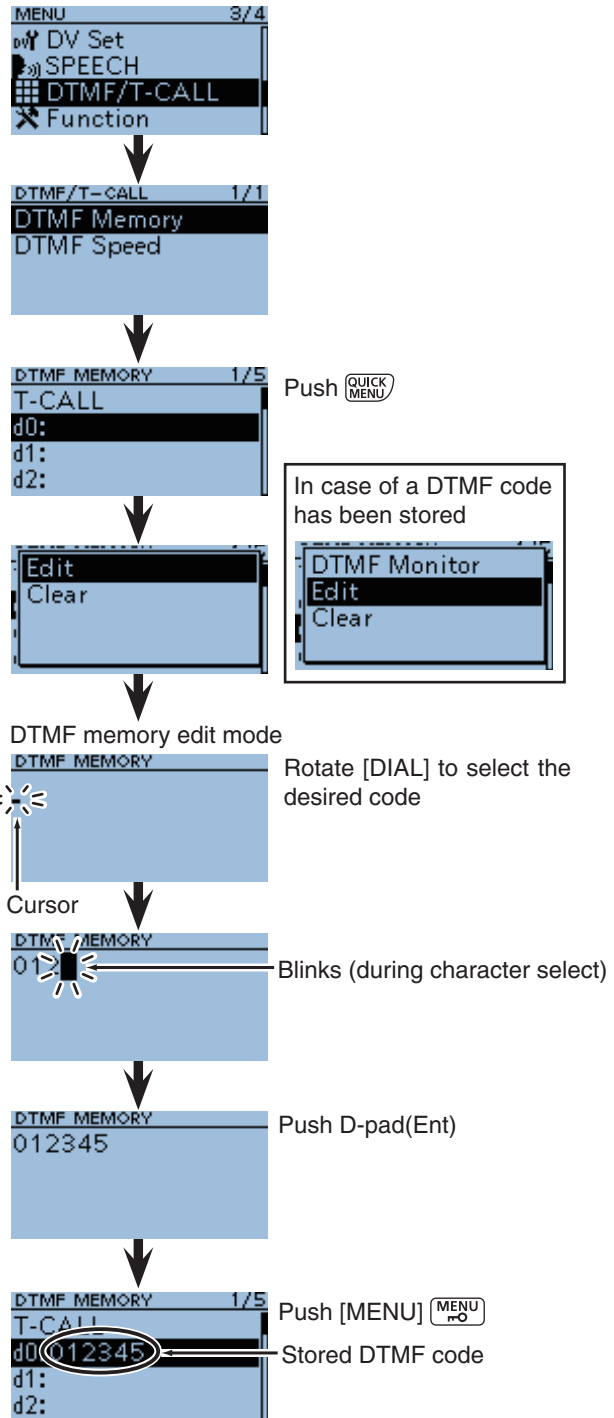 MENU 3/4
DV DV Set
SPEECH
DTMF/T-CALL
Function
DTMF/T-CALL 1/1
DTMF Memory
DTMF Speed
DTMF MEMORY 1/5
T-CALL
d0:
d1:
d2:
Push QUICK MENU
Edit
Clear
In case of a DTMF code
has been stored
DTMF Monitor
Edit
Clear
DTMF memory edit mode
DTMF MEMORY
Rotate [DIAL] to select the
desired code
Cursor
DTMF MEMORY
012
Blinks (during character select)
DTMF MEMORY
012345
Push D-pad(Ent)
DTMF MEMORY 1/5
T-CALL
d0:012345
d1:
d2:
Push [MENU] MENU
Stored DTMF code